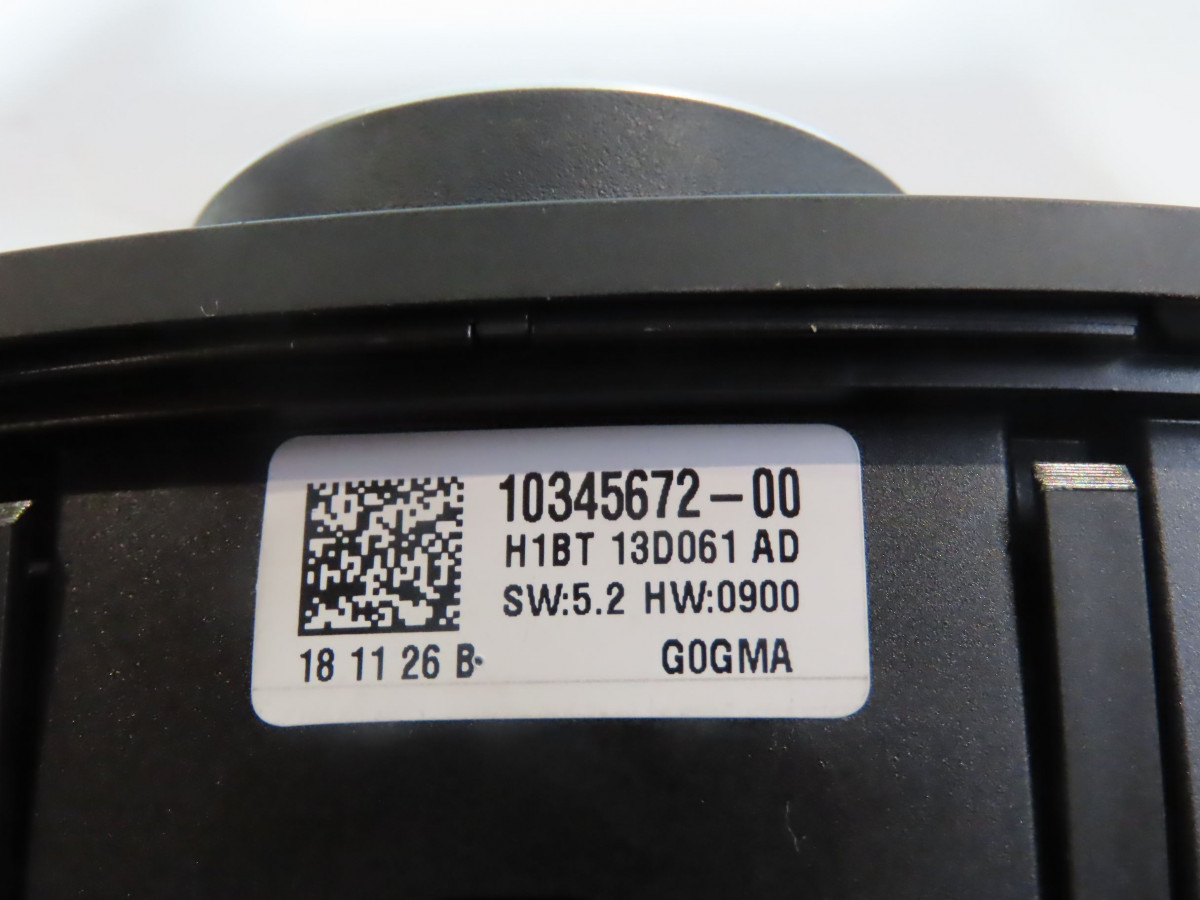 10345672-00
H1BT 13D061 AD
SW:5.2 HW:0900
18 11 26 B
G0GMA